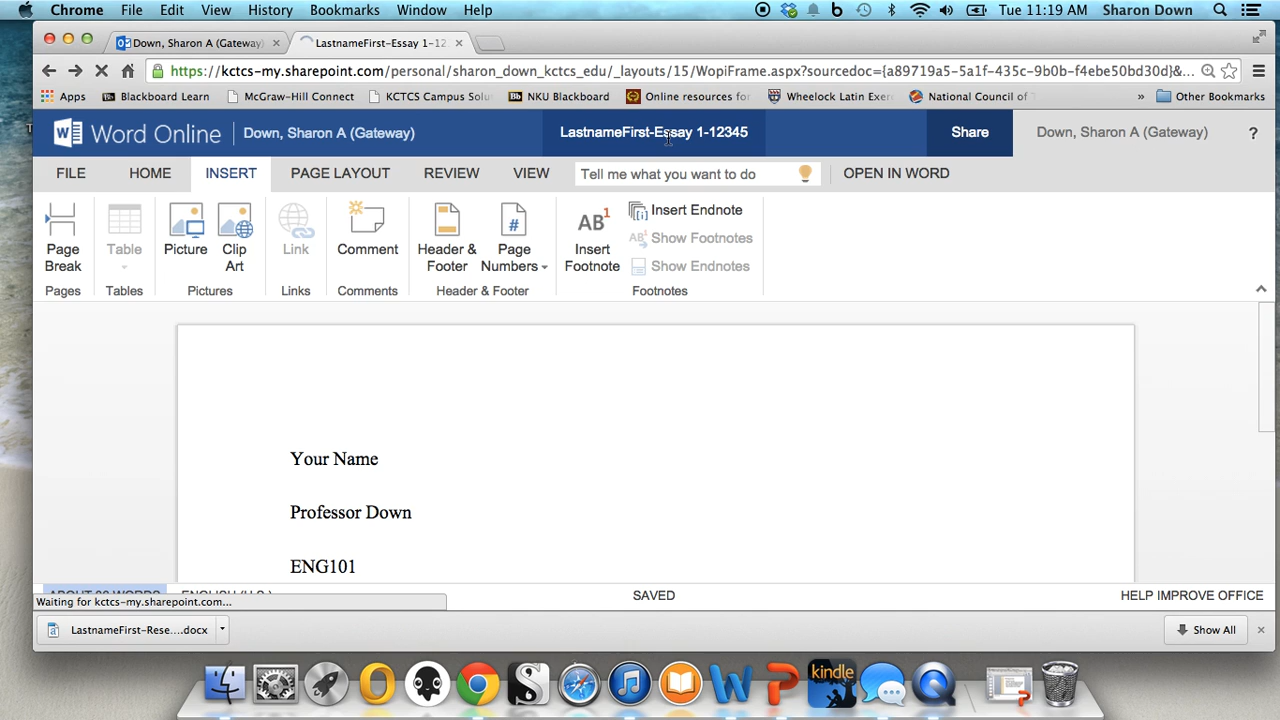 Chrome File Edit View History Bookmarks Window Help Tue 11:19 AM Sharon Down
Down, Sharon A (Gateway) × LastnameFirst-Essay 1-12 ×
https://kctcs-my.sharepoint.com/personal/sharon_down_kctcs_edu/_layouts/15/WopiFrame.aspx?sourcedoc={a89719a5-5a1f-435c-9b0b-f4ebe50bd30d}&...
Apps Bb Blackboard Learn McGraw-Hill Connect KCTCS Campus Solu Bb NKU Blackboard Online resources for Wheelock Latin Exer National Council of » Other Bookmarks
Word Online Down, Sharon A (Gateway) LastnameFirst-Essay 1-12345 Share Down, Sharon A (Gateway) ?
FILE HOME INSERT PAGE LAYOUT REVIEW VIEW Tell me what you want to do OPEN IN WORD
Page Break Table Picture Clip Art Link Comment Header & Footer Page Numbers Insert Footnote Insert Endnote
Show Footnotes
Show Endnotes
Pages Tables Pictures Links Comments Header & Footer Footnotes
Your Name
Professor Down
ENG101
ENGLISH (U.S.) SAVED HELP IMPROVE OFFICE
Waiting for kctcs-my.sharepoint.com...
LastnameFirst-Rese....docx Show All ×
kindle